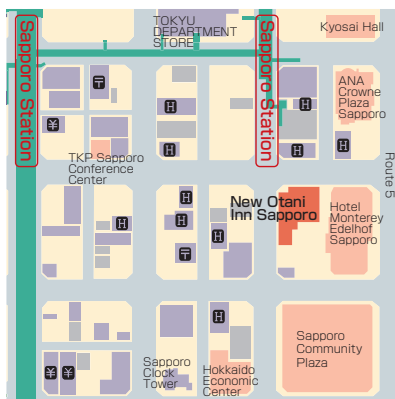 TOKYU
DEPARTMENT
STORE
Kyosai Hall
Sapporo Station
Sapporo Station
ANA
Crowne
Plaza
Sapporo
〒
H
H
¥
H
H
H
TKP Sapporo
Conference
Center
Route 5
New Otani
Inn Sapporo
Hotel
Monterey
Edelhof
Sapporo
H
H
H
H
〒
H
Sapporo
Community
Plaza
¥
¥
Sapporo
Clock
Tower
Hokkaido
Economic
Center